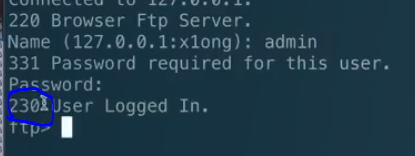 Connected to 127.0.0.1.
220 Browser Ftp Server.
Name (127.0.0.1:x1ong): admin
331 Password required for this user.
Password:
230 User Logged In.
ftp>